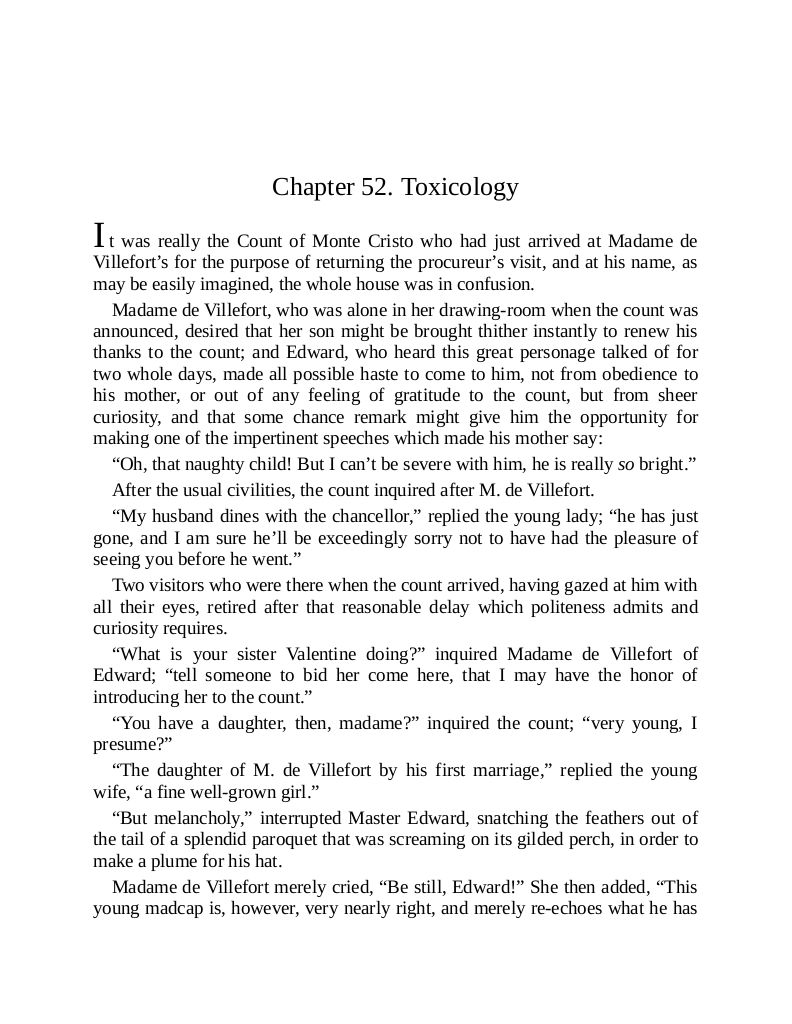 Chapter 52. Toxicology
It was really the Count of Monte Cristo who had just arrived at Madame de
Villefort’s for the purpose of returning the procureur’s visit, and at his name, as
may be easily imagined, the whole house was in confusion.
Madame de Villefort, who was alone in her drawing-room when the count was
announced, desired that her son might be brought thither instantly to renew his
thanks to the count; and Edward, who heard this great personage talked of for
two whole days, made all possible haste to come to him, not from obedience to
his mother, or out of any feeling of gratitude to the count, but from sheer
curiosity, and that some chance remark might give him the opportunity for
making one of the impertinent speeches which made his mother say:
“Oh, that naughty child! But I can’t be severe with him, he is really so bright.”
After the usual civilities, the count inquired after M. de Villefort.
“My husband dines with the chancellor,” replied the young lady; “he has just
gone, and I am sure he’ll be exceedingly sorry not to have had the pleasure of
seeing you before he went.”
Two visitors who were there when the count arrived, having gazed at him with
all their eyes, retired after that reasonable delay which politeness admits and
curiosity requires.
“What is your sister Valentine doing?” inquired Madame de Villefort of
Edward; “tell someone to bid her come here, that I may have the honor of
introducing her to the count.”
“You have a daughter, then, madame?” inquired the count; “very young, I
presume?”
“The daughter of M. de Villefort by his first marriage,” replied the young
wife, “a fine well-grown girl.”
“But melancholy,” interrupted Master Edward, snatching the feathers out of
the tail of a splendid paroquet that was screaming on its gilded perch, in order to
make a plume for his hat.
Madame de Villefort merely cried, “Be still, Edward!” She then added, “This
young madcap is, however, very nearly right, and merely re-echoes what he has